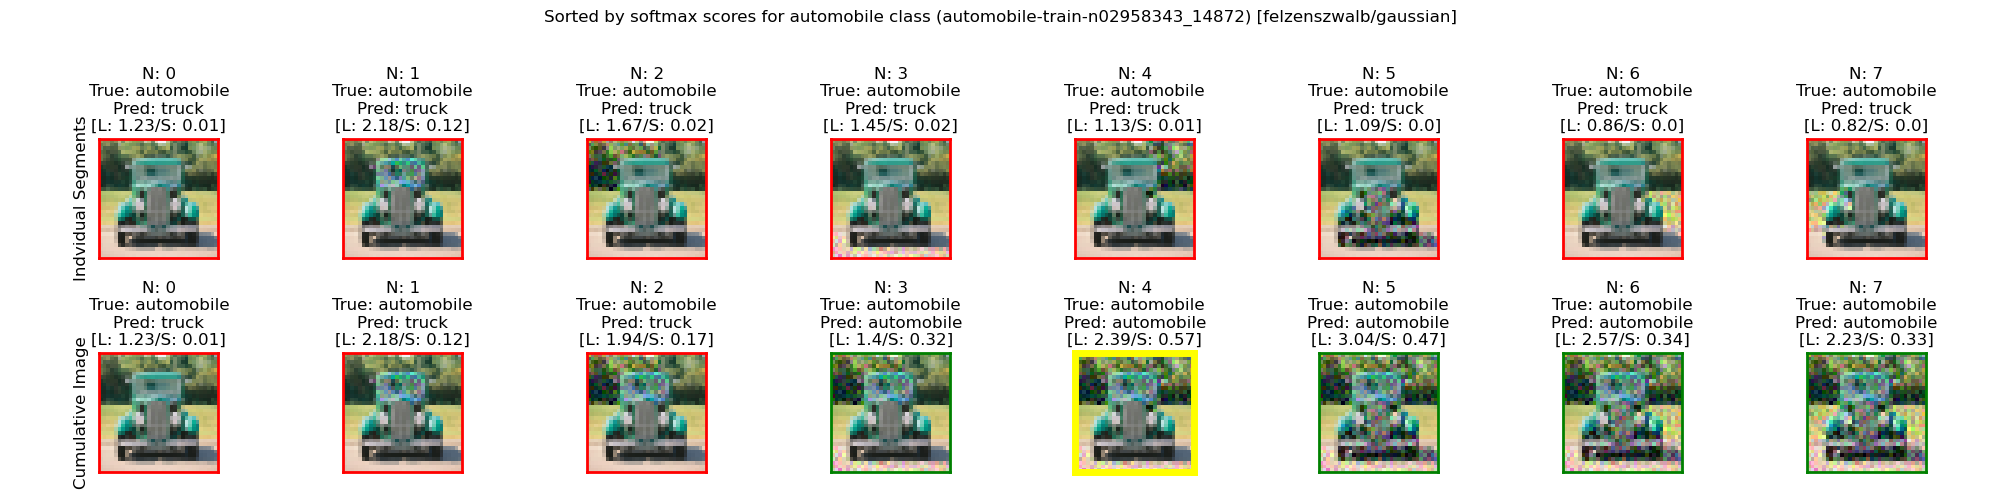 Sorted by softmax scores for automobile class (automobile-train-n02958343_14872) [felzenszwalb/gaussian]
Individual Segments
N: 0
True: automobile
Pred: truck
[L: 1.23/S: 0.01]
N: 1
True: automobile
Pred: truck
[L: 2.18/S: 0.12]
N: 2
True: automobile
Pred: truck
[L: 1.67/S: 0.02]
N: 3
True: automobile
Pred: truck
[L: 1.45/S: 0.02]
N: 4
True: automobile
Pred: truck
[L: 1.13/S: 0.01]
N: 5
True: automobile
Pred: truck
[L: 1.09/S: 0.0]
N: 6
True: automobile
Pred: truck
[L: 0.86/S: 0.0]
N: 7
True: automobile
Pred: truck
[L: 0.82/S: 0.0]
Cumulative Image
N: 0
True: automobile
Pred: truck
[L: 1.23/S: 0.01]
N: 1
True: automobile
Pred: truck
[L: 2.18/S: 0.12]
N: 2
True: automobile
Pred: truck
[L: 1.94/S: 0.17]
N: 3
True: automobile
Pred: automobile
[L: 1.4/S: 0.32]
N: 4
True: automobile
Pred: automobile
[L: 2.39/S: 0.57]
N: 5
True: automobile
Pred: automobile
[L: 3.04/S: 0.47]
N: 6
True: automobile
Pred: automobile
[L: 2.57/S: 0.34]
N: 7
True: automobile
Pred: automobile
[L: 2.23/S: 0.33]